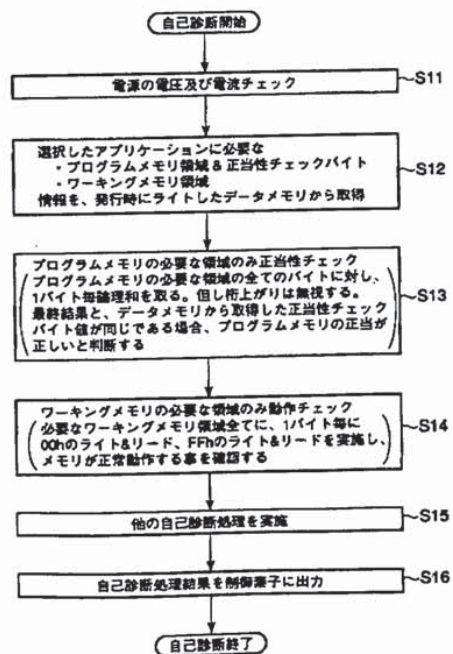 自己診断開始
電源の電圧及び電流チェック
S11
選択したアプリケーションに必要な
・プログラムメモリ領域&正当性チェックバイト
・ワーキングメモリ領域
情報を、発行時にライトしたデータメモリから取得
S12
プログラムメモリの必要な領域のみ正当性チェック
プログラムメモリの必要な領域の全てのバイトに対し、
1バイト毎論理和を取る。但し桁上がりは無視する。
最終結果と、データメモリから取得した正当性チェック
バイト値が同じである場合、プログラムメモリの正当が
正しいと判断する
S13
ワーキングメモリの必要な領域のみ動作チェック
必要なワーキングメモリ領域全てに、1バイト毎に
00hのライト&リード、FFhのライト&リードを実施し、
メモリが正常動作する事を確認する
S14
他の自己診断処理を実施
S15
自己診断処理結果を制御素子に出力
S16
自己診断終了